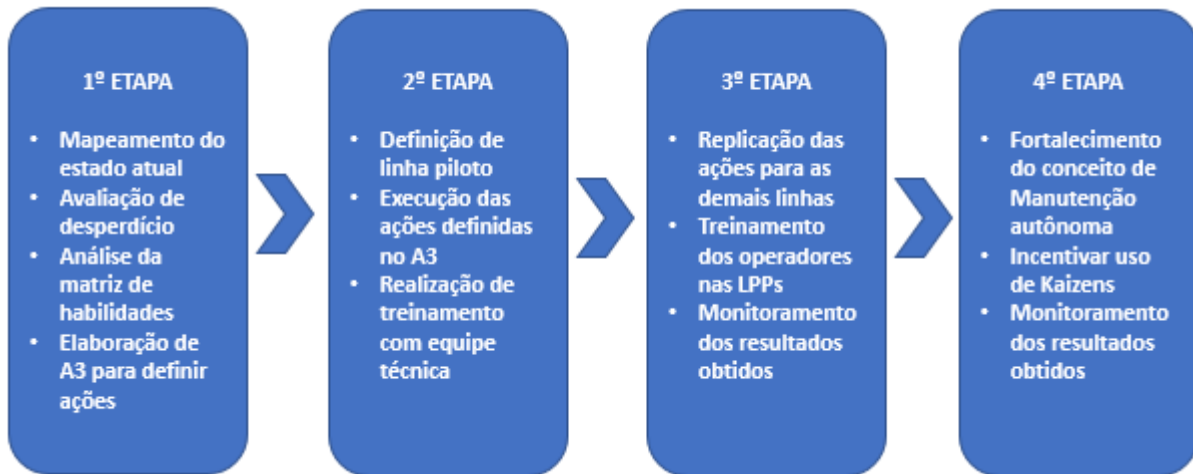 1º ETAPA
• Mapeamento do
estado atual
• Avaliação de
desperdício
• Análise da
matriz de
habilidades
• Elaboração de
A3 para definir
ações
2º ETAPA
• Definição de
linha piloto
• Execução das
ações definidas
no A3
• Realização de
treinamento
com equipe
técnica
3º ETAPA
• Replicação das
ações para as
demais linhas
• Treinamento
dos operadores
nas LPPs
• Monitoramento
dos resultados
obtidos
4º ETAPA
• Fortalecimento
do conceito de
Manutenção
autônoma
• Incentivar uso
de Kaizens
• Monitoramento
dos resultados
obtidos